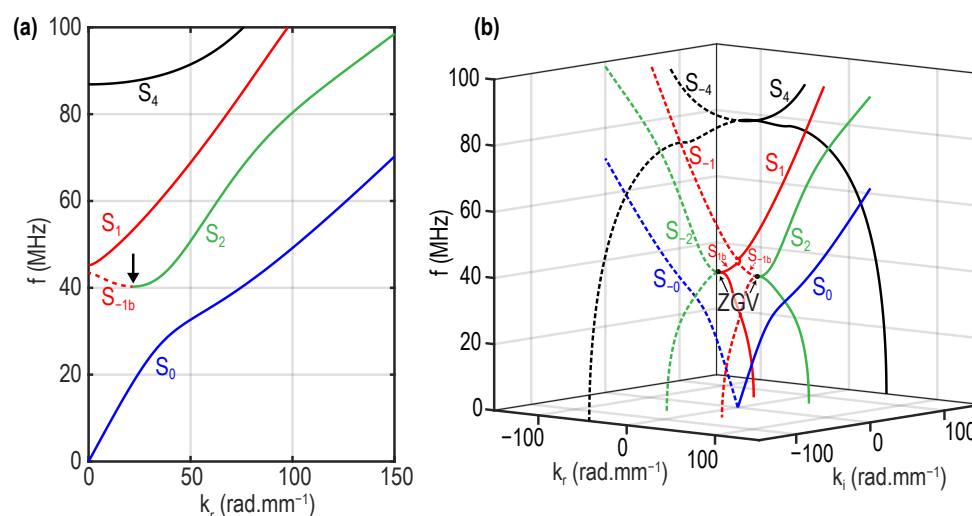 (a)
100
80
60
40
20
0
f (MHz)
S₄
S₁
S₂
S₋₁b
S₀
0 50 100 150
kᵣ (rad.mm⁻¹)
(b)
100
80
60
40
20
0
f (MHz)
S₋₄ S₄
S₋₁ S₁
S₋₂ S₁b S₋₁b S₂
S₋₀ ZGV S₀
−100 0 100
kᵣ (rad.mm⁻¹)
−100 0 100
kᵢ (rad.mm⁻¹)